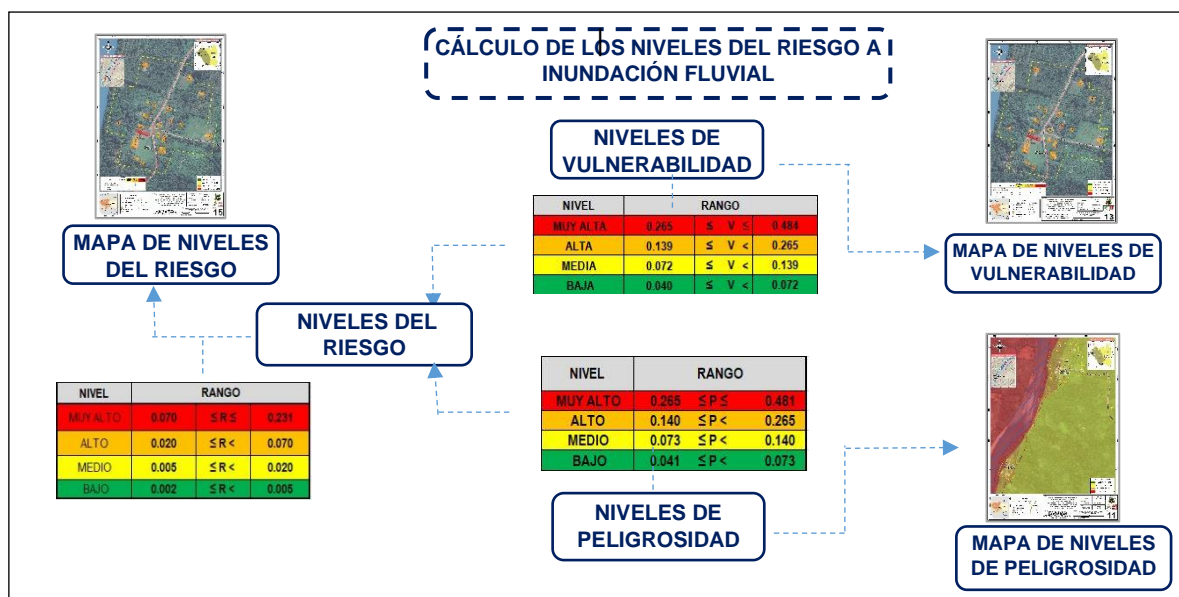 CÁLCULO DE LOS NIVELES DEL RIESGO A
INUNDACIÓN FLUVIAL
15
MAPA DE NIVELES
DEL RIESGO
NIVELES DE
VULNERABILIDAD
13
MAPA DE NIVELES DE
VULNERABILIDAD
NIVEL RANGO
MUY ALTA 0.265 ≤ V ≤ 0.484
ALTA 0.139 ≤ V < 0.265
MEDIA 0.072 ≤ V < 0.139
BAJA 0.040 ≤ V < 0.072
NIVELES DEL
RIESGO
NIVEL RANGO
MUY ALTO 0.070 ≤ R ≤ 0.231
ALTO 0.020 ≤ R < 0.070
MEDIO 0.005 ≤ R < 0.020
BAJO 0.002 ≤ R < 0.005
NIVEL RANGO
MUY ALTO 0.265 ≤ P ≤ 0.481
ALTO 0.140 ≤ P < 0.265
MEDIO 0.073 ≤ P < 0.140
BAJO 0.041 ≤ P < 0.073
NIVELES DE
PELIGROSIDAD
11
MAPA DE NIVELES
DE PELIGROSIDAD